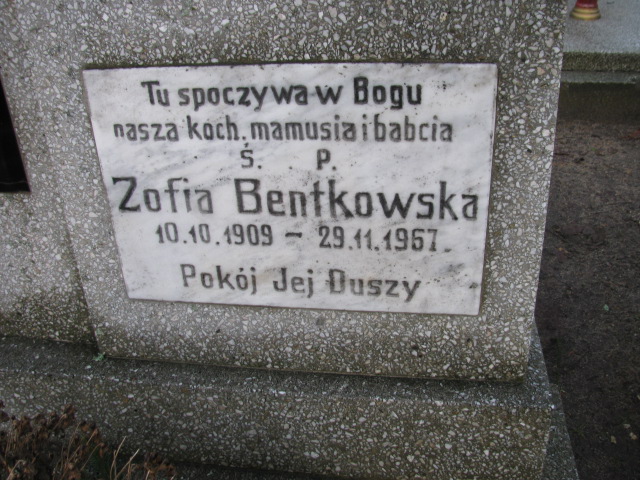 Tu spoczywa w Bogu
nasza koch. mamusia i babcia
Ś. P.
Zofia Bentkowska
10.10.1909 – 29.11.1967.
Pokój Jej Duszy